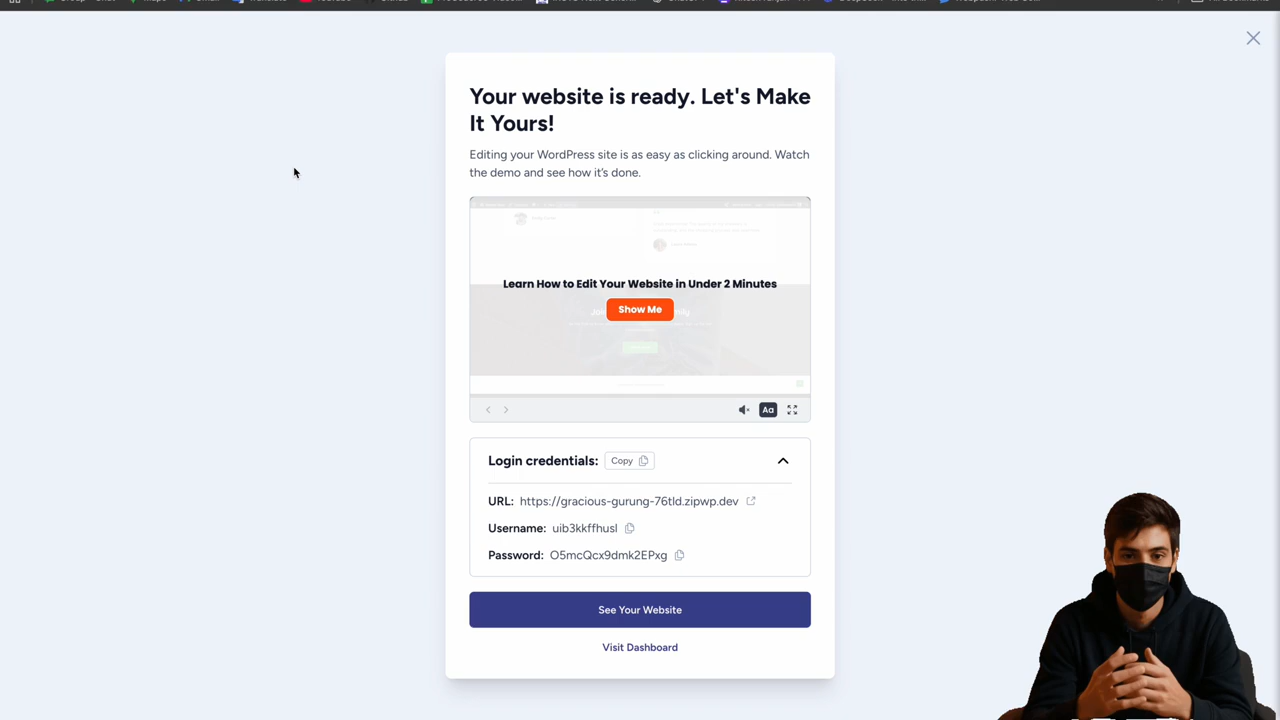 Your website is ready. Let's Make
It Yours!
Editing your WordPress site is as easy as clicking around. Watch
the demo and see how it's done.
Learn How to Edit Your Website in Under 2 Minutes
Show Me
Aa
Login credentials: Copy
URL: https://gracious-gurung-76tld.zipwp.dev
Username: uib3kkffhusl
Password: O5mcQcx9dmk2EPxg
See Your Website
Visit Dashboard